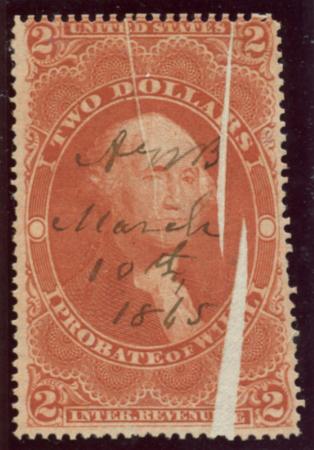 2 UNITED STATES 2
TWO DOLLARS
March
10th,
1865
PROBATE OF WILL
2 INTER. REVENUE 2